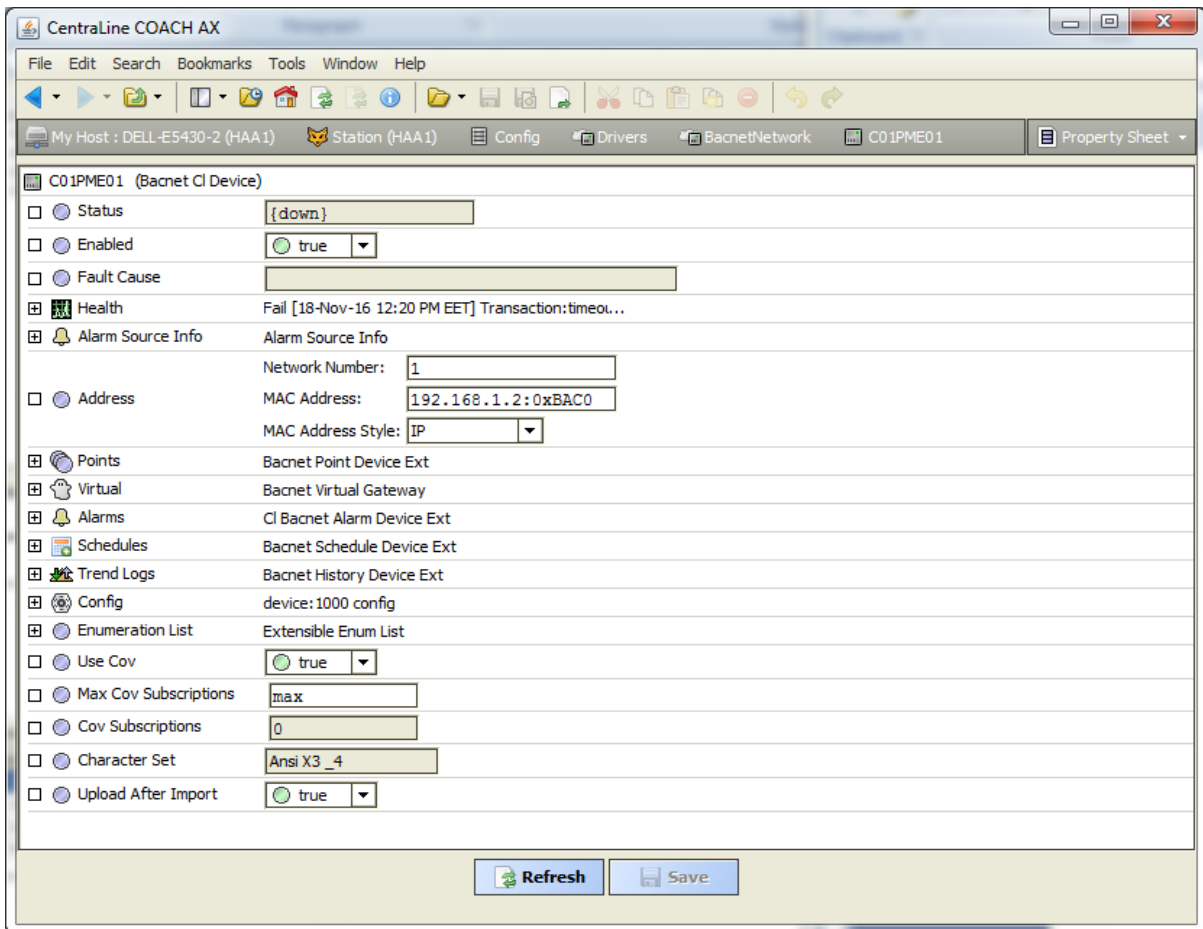 CentraLine COACH AX
File Edit Search Bookmarks Tools Window Help
My Host : DELL-E5430-2 (HAA1) Station (HAA1) Config Drivers BacnetNetwork C01PME01 Property Sheet
C01PME01 (Bacnet Cl Device)
Status {down}
Enabled true
Fault Cause
Health Fail [18-Nov-16 12:20 PM EET] Transaction:timeou...
Alarm Source Info Alarm Source Info
Network Number: 1
Address MAC Address: 192.168.1.2:0xBAC0
MAC Address Style: IP
Points Bacnet Point Device Ext
Virtual Bacnet Virtual Gateway
Alarms Cl Bacnet Alarm Device Ext
Schedules Bacnet Schedule Device Ext
Trend Logs Bacnet History Device Ext
Config device:1000 config
Enumeration List Extensible Enum List
Use Cov true
Max Cov Subscriptions max
Cov Subscriptions 0
Character Set Ansi X3 _4
Upload After Import true
Refresh Save